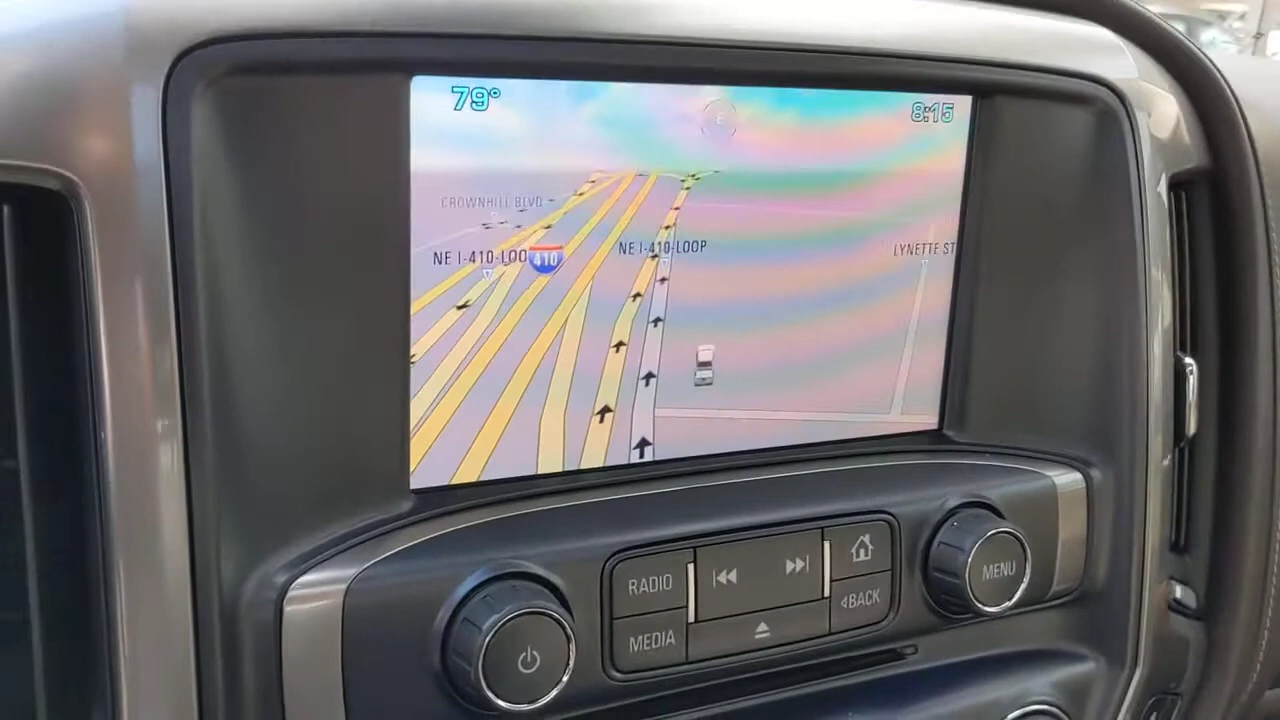 79°
E
8:15
CROWNHILL BLVD
NE I-410-LOO
410
NE I-410-LOOP
LYNETTE ST
RADIO
MEDIA
BACK
MENU